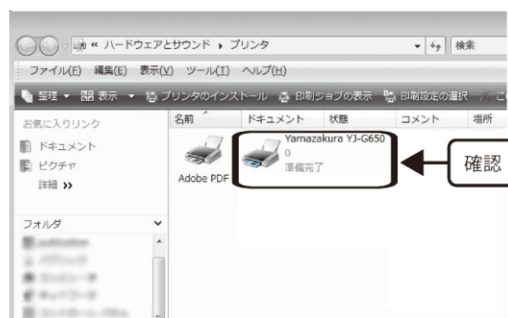 « ハードウェアとサウンド ▸ プリンタ 検索
ファイル(F) 編集(E) 表示(V) ツール(T) ヘルプ(H)
整理 ▼ 表示 ▼ プリンタのインストール 印刷ジョブの表示 印刷設定の選択 こ
お気に入りリンク
ドキュメント
ピクチャ
詳細 »
フォルダ
名前 ドキュメント 状態 コメント 場所
Adobe PDF
Yamazakura YJ-G650
0
準備完了
確認